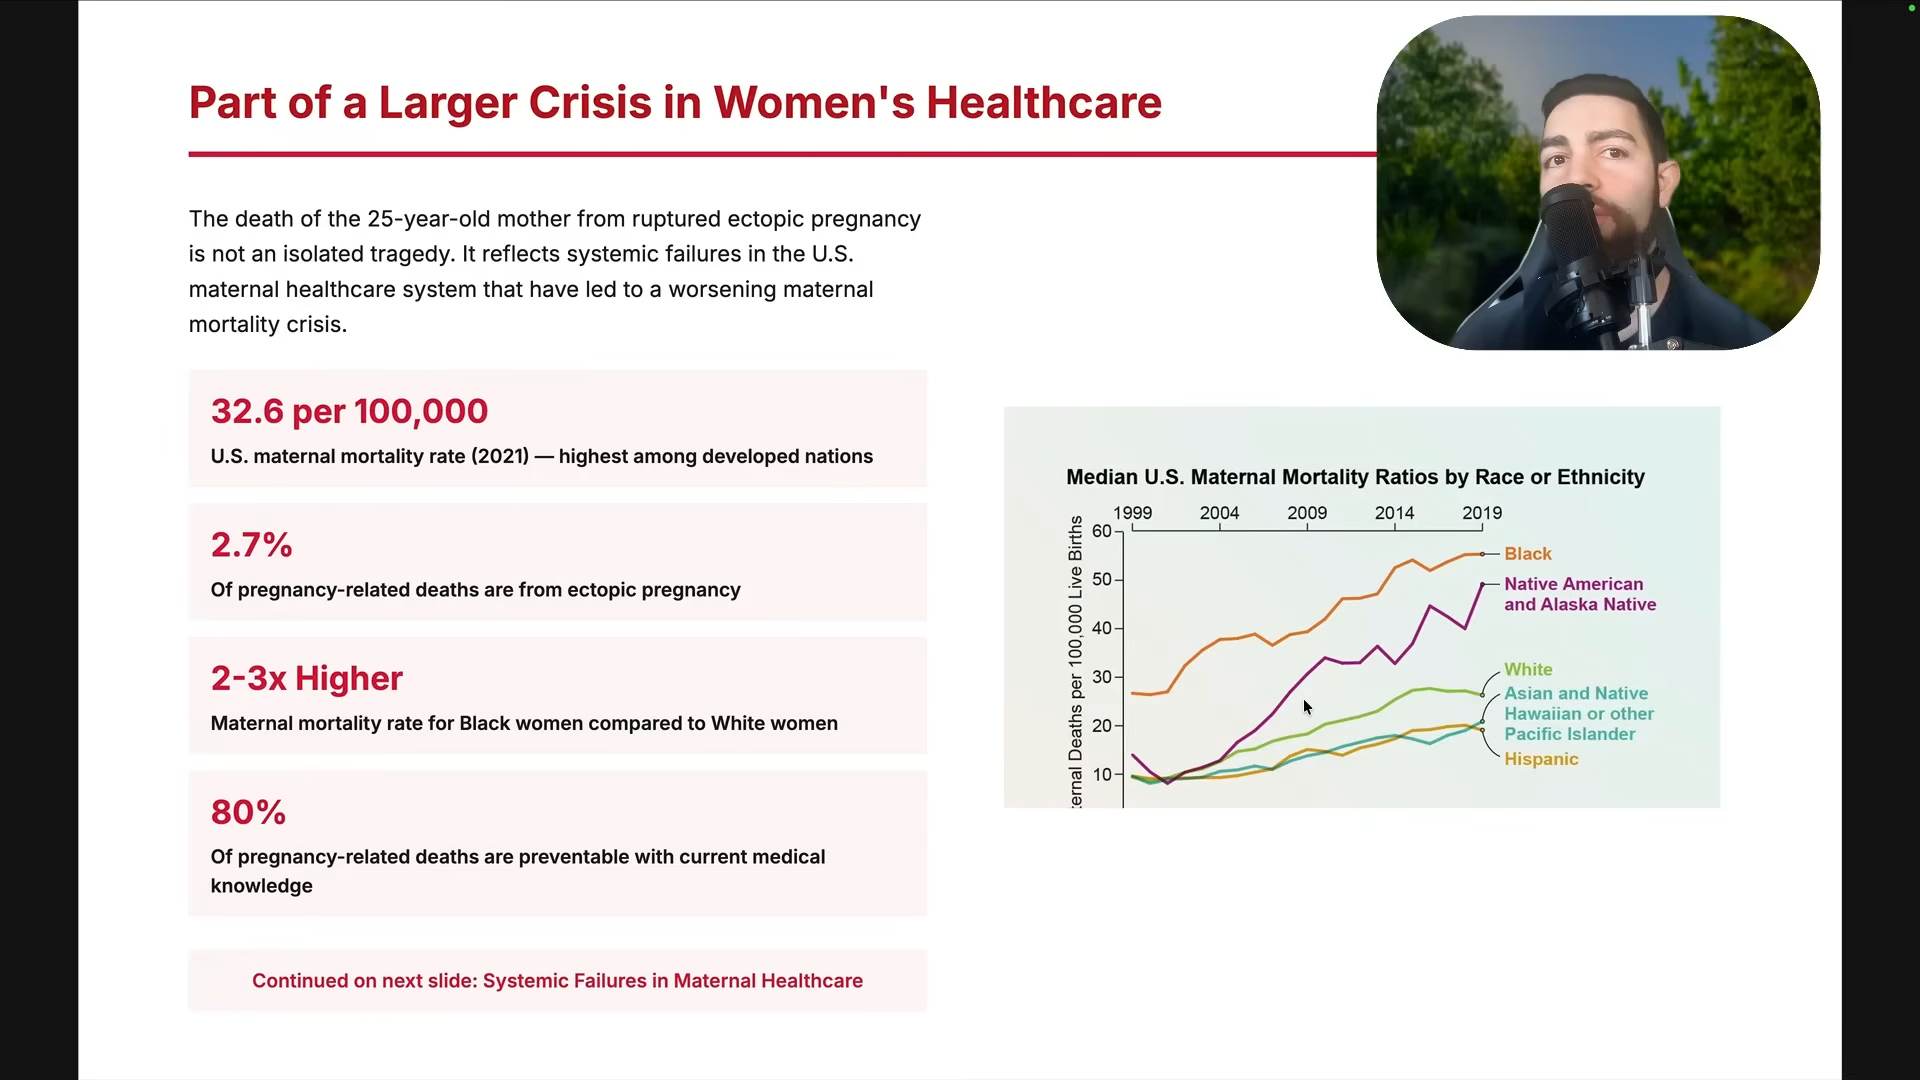 Part of a Larger Crisis in Women's Healthcare
The death of the 25-year-old mother from ruptured ectopic pregnancy
is not an isolated tragedy. It reflects systemic failures in the U.S.
maternal healthcare system that have led to a worsening maternal
mortality crisis.
32.6 per 100,000
U.S. maternal mortality rate (2021) — highest among developed nations
2.7%
Of pregnancy-related deaths are from ectopic pregnancy
2-3x Higher
Maternal mortality rate for Black women compared to White women
80%
Of pregnancy-related deaths are preventable with current medical
knowledge
Continued on next slide: Systemic Failures in Maternal Healthcare
Median U.S. Maternal Mortality Ratios by Race or Ethnicity
1999 2004 2009 2014 2019
60
50
40
30
20
10
ernal Deaths per 100,000 Live Births
Black
Native American
and Alaska Native
White
Asian and Native
Hawaiian or other
Pacific Islander
Hispanic